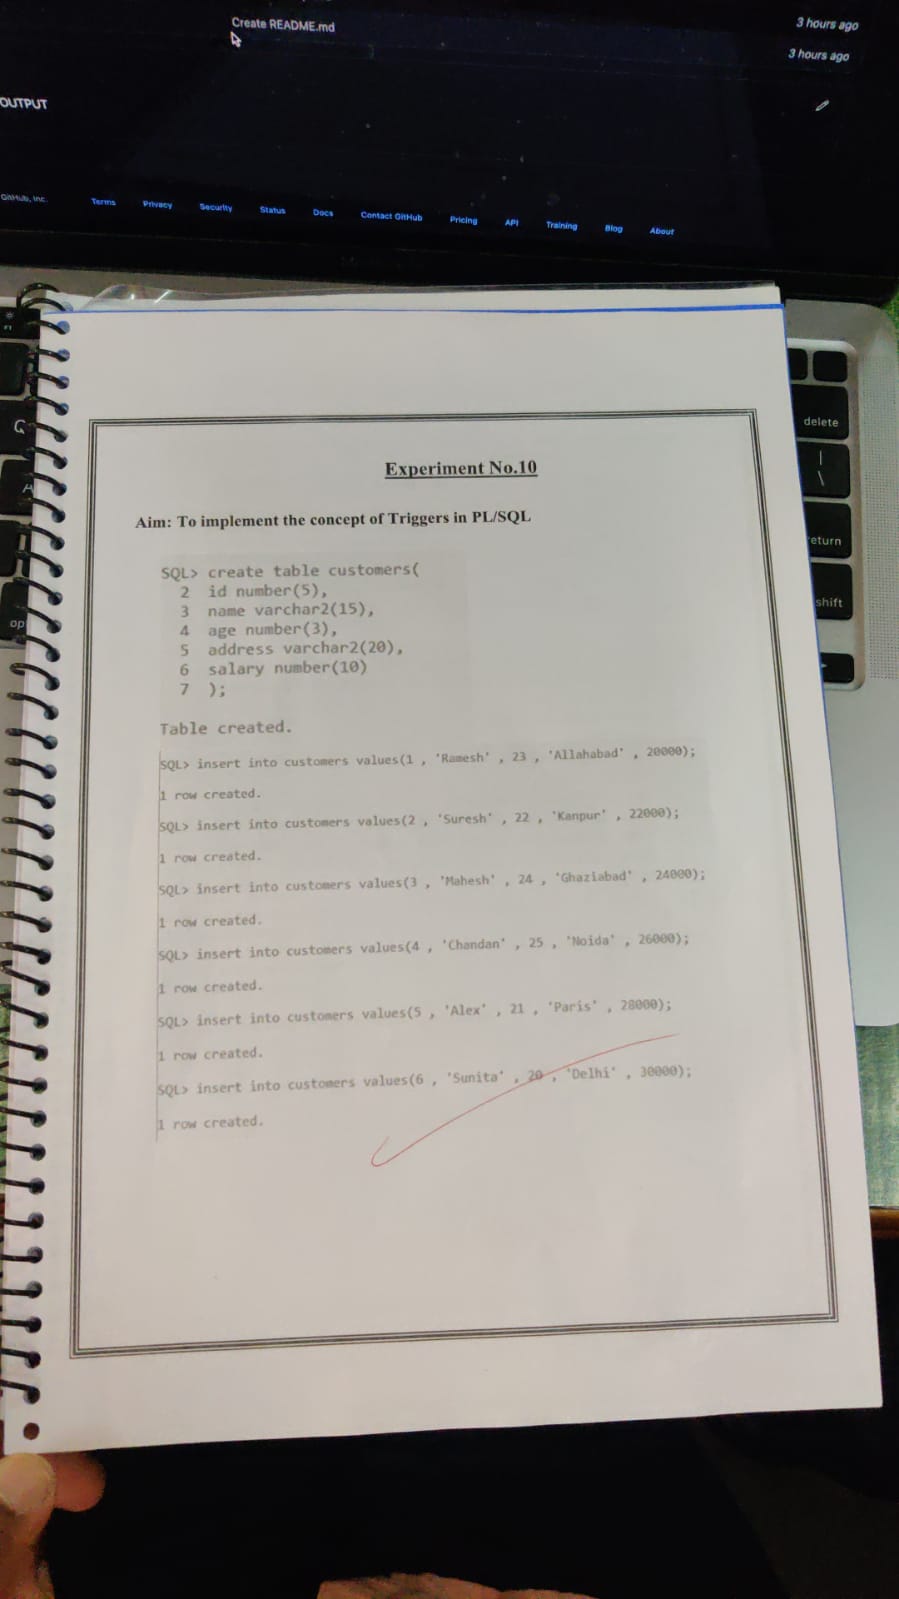 Create README.md
3 hours ago
3 hours ago
OUTPUT
GitHub, Inc.
Terms
Privacy
Security
Status
Docs
Contact GitHub
Pricing
API
Training
Blog
About
delete
return
shift
Experiment No.10
Aim: To implement the concept of Triggers in PL/SQL
SQL> create table customers(
2 id number(5),
3 name varchar2(15),
4 age number(3),
5 address varchar2(20),
6 salary number(10)
7 );
Table created.
SQL> insert into customers values(1 , 'Ramesh' , 23 , 'Allahabad' , 20000);
1 row created.
SQL> insert into customers values(2 , 'Suresh' , 22 , 'Kanpur' , 22000);
1 row created.
SQL> insert into customers values(3 , 'Mahesh' , 24 , 'Ghaziabad' , 24000);
1 row created.
SQL> insert into customers values(4 , 'Chandan' , 25 , 'Noida' , 26000);
1 row created.
SQL> insert into customers values(5 , 'Alex' , 21 , 'Paris' , 28000);
1 row created.
SQL> insert into customers values(6 , 'Sunita' , 20 , 'Delhi' , 30000);
1 row created.